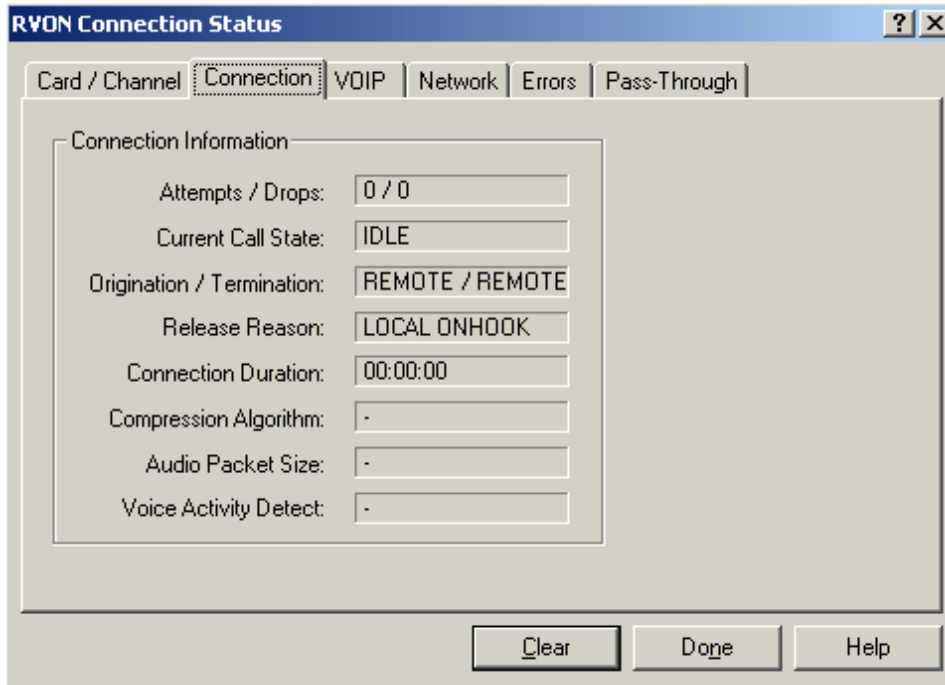 RVON Connection Status
Card / Channel Connection VOIP Network Errors Pass-Through
Connection Information
Attempts / Drops: 0 / 0
Current Call State: IDLE
Origination / Termination: REMOTE / REMOTE
Release Reason: LOCAL ONHOOK
Connection Duration: 00:00:00
Compression Algorithm: -
Audio Packet Size: -
Voice Activity Detect: -
Clear Done Help